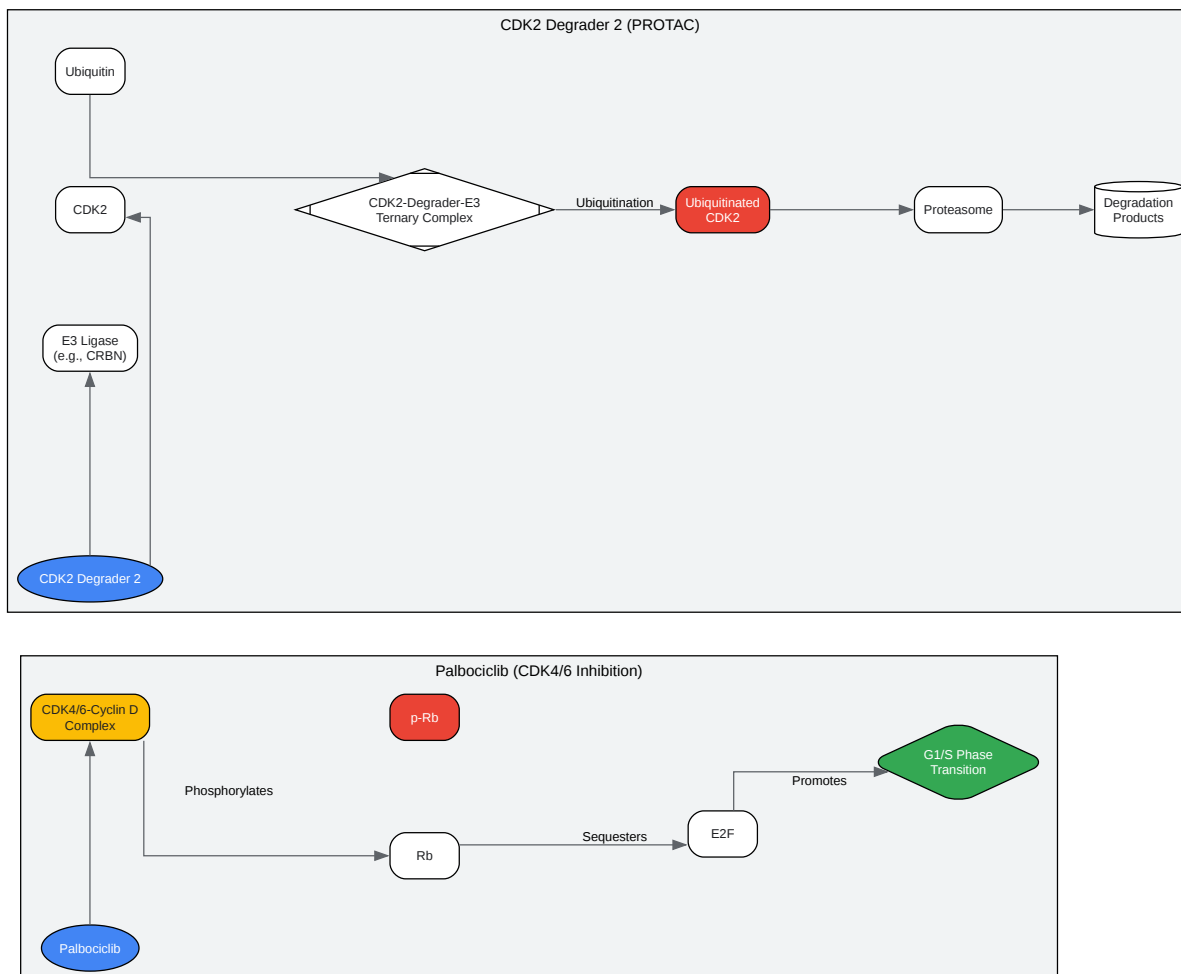 CDK2 Degrader 2 (PROTAC)
Ubiquitin
CDK2
CDK2-Degrader-E3
Ternary Complex
Ubiquitination
Ubiquitinated
CDK2
Proteasome
Degradation
Products
E3 Ligase
(e.g., CRBN)
CDK2 Degrader 2
Palbociclib (CDK4/6 Inhibition)
CDK4/6-Cyclin D
Complex
p-Rb
G1/S Phase
Transition
Phosphorylates
Promotes
Rb
Sequesters
E2F
Palbociclib